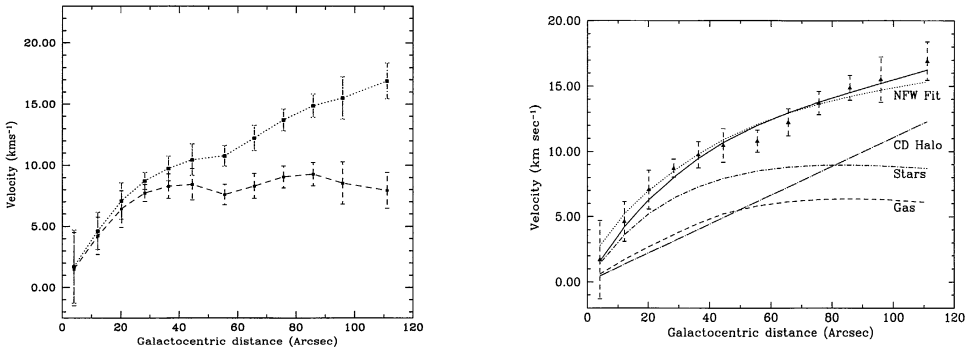 20.00
15.00
10.00
5.00
0.00
Velocity (kms⁻¹)
0 20 40 60 80 100 120
Galactocentric distance (Arcsec)
20.00
15.00
10.00
5.00
0.00
Velocity (km sec⁻¹)
NFW Fit
CD Halo
Stars
Gas
0 20 40 60 80 100 120
Galactocentric distance (Arcsec)